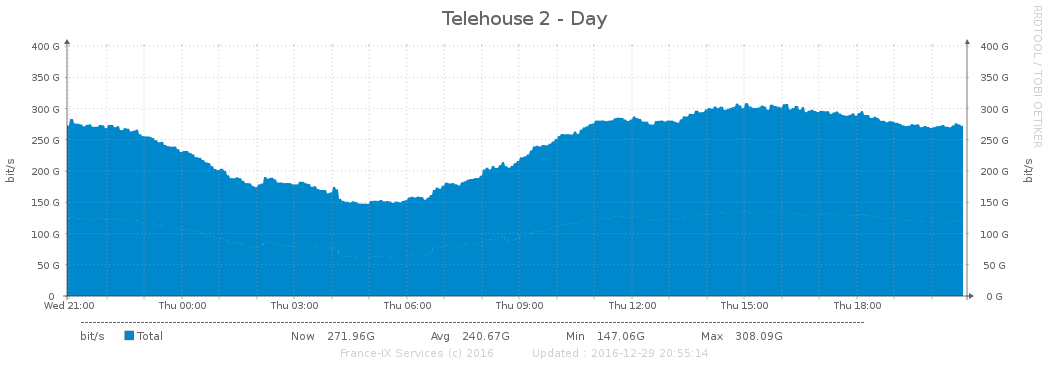 Telehouse 2 - Day
RRDTOOL / TOBI OETIKER
bit/s
400 G 400 G
350 G 350 G
300 G 300 G
250 G 250 G
200 G 200 G
150 G 150 G
100 G 100 G
50 G 50 G
0 0 G
bit/s
Wed 21:00 Thu 00:00 Thu 03:00 Thu 06:00 Thu 09:00 Thu 12:00 Thu 15:00 Thu 18:00
bit/s Total Now 271.96G Avg 240.67G Min 147.06G Max 308.09G
France-IX Services (c) 2016 Updated : 2016-12-29 20:55:14